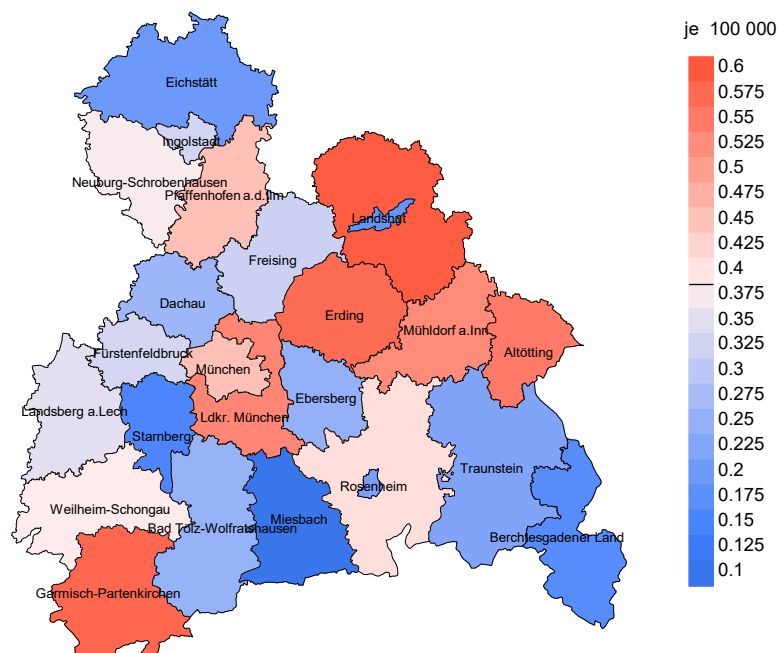 je 100 000
Eichstätt
Ingolstadt
Neuburg-Schrobenhausen
Pfaffenhofen a.d.Ilm
Landshut
Freising
Dachau
Erding
Mühldorf a.Inn
Altötting
Fürstenfeldbruck
München
Ebersberg
Landsberg a.Lech
Ldkr. München
Starnberg
Traunstein
Rosenheim
Weilheim-Schongau
Miesbach
Bad Tölz-Wolfratshausen
Berchtesgadener Land
Garmisch-Partenkirchen
0.6
0.575
0.55
0.525
0.5
0.475
0.45
0.425
0.4
0.375
0.35
0.325
0.3
0.275
0.25
0.225
0.2
0.175
0.15
0.125
0.1